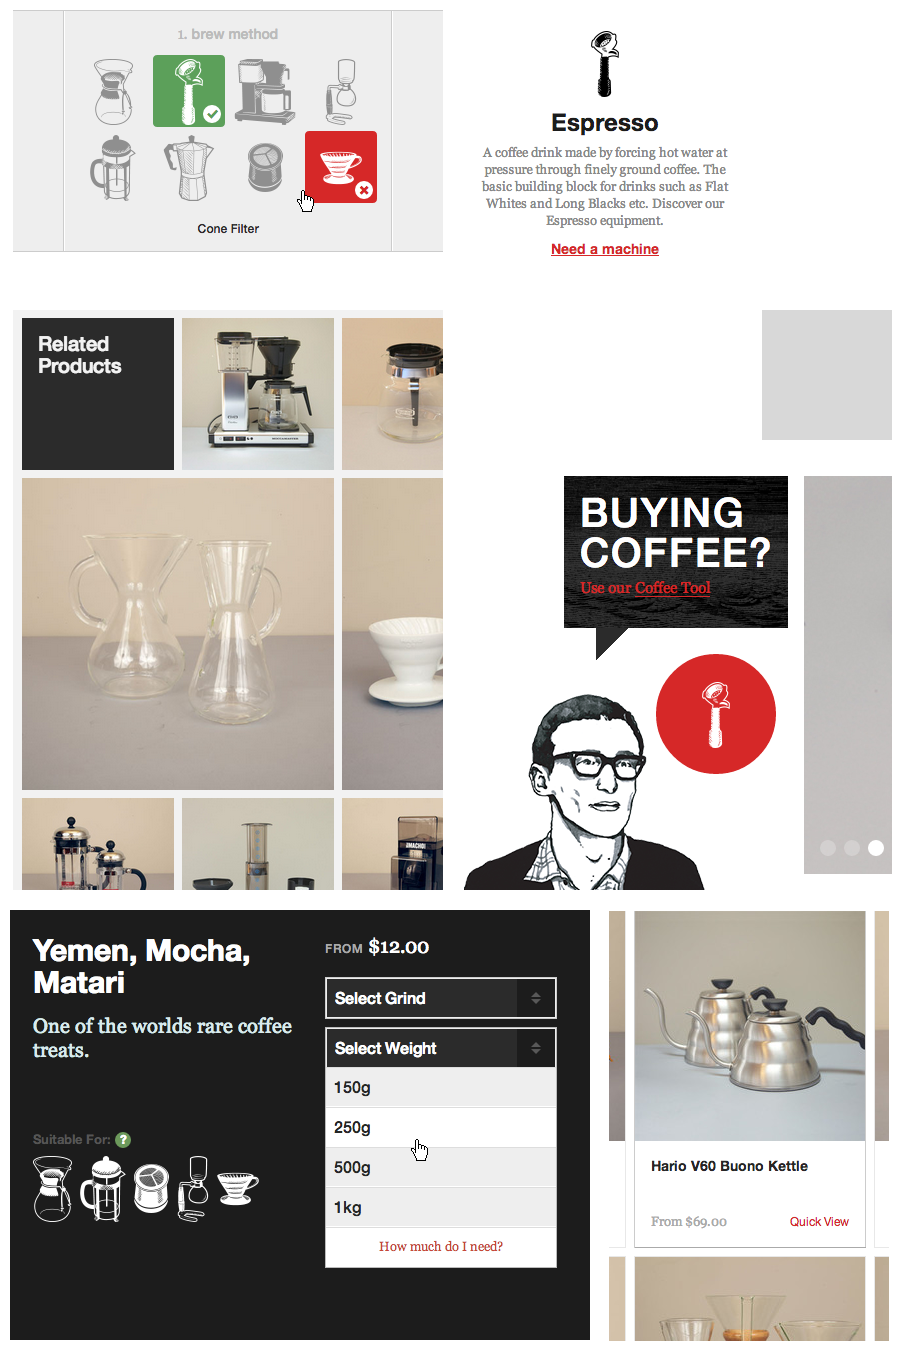 1. brew method
Cone Filter
Espresso
A coffee drink made by forcing hot water at
pressure through finely ground coffee. The
basic building block for drinks such as Flat
Whites and Long Blacks etc. Discover our
Espresso equipment.
Need a machine
Related
Products
BUYING
COFFEE?
Use our Coffee Tool
Yemen, Mocha,
Matari
One of the worlds rare coffee
treats.
Suitable For: ?
FROM $12.00
Select Grind
Select Weight
150g
250g
500g
1kg
How much do I need?
Hario V60 Buono Kettle
From $69.00
Quick View